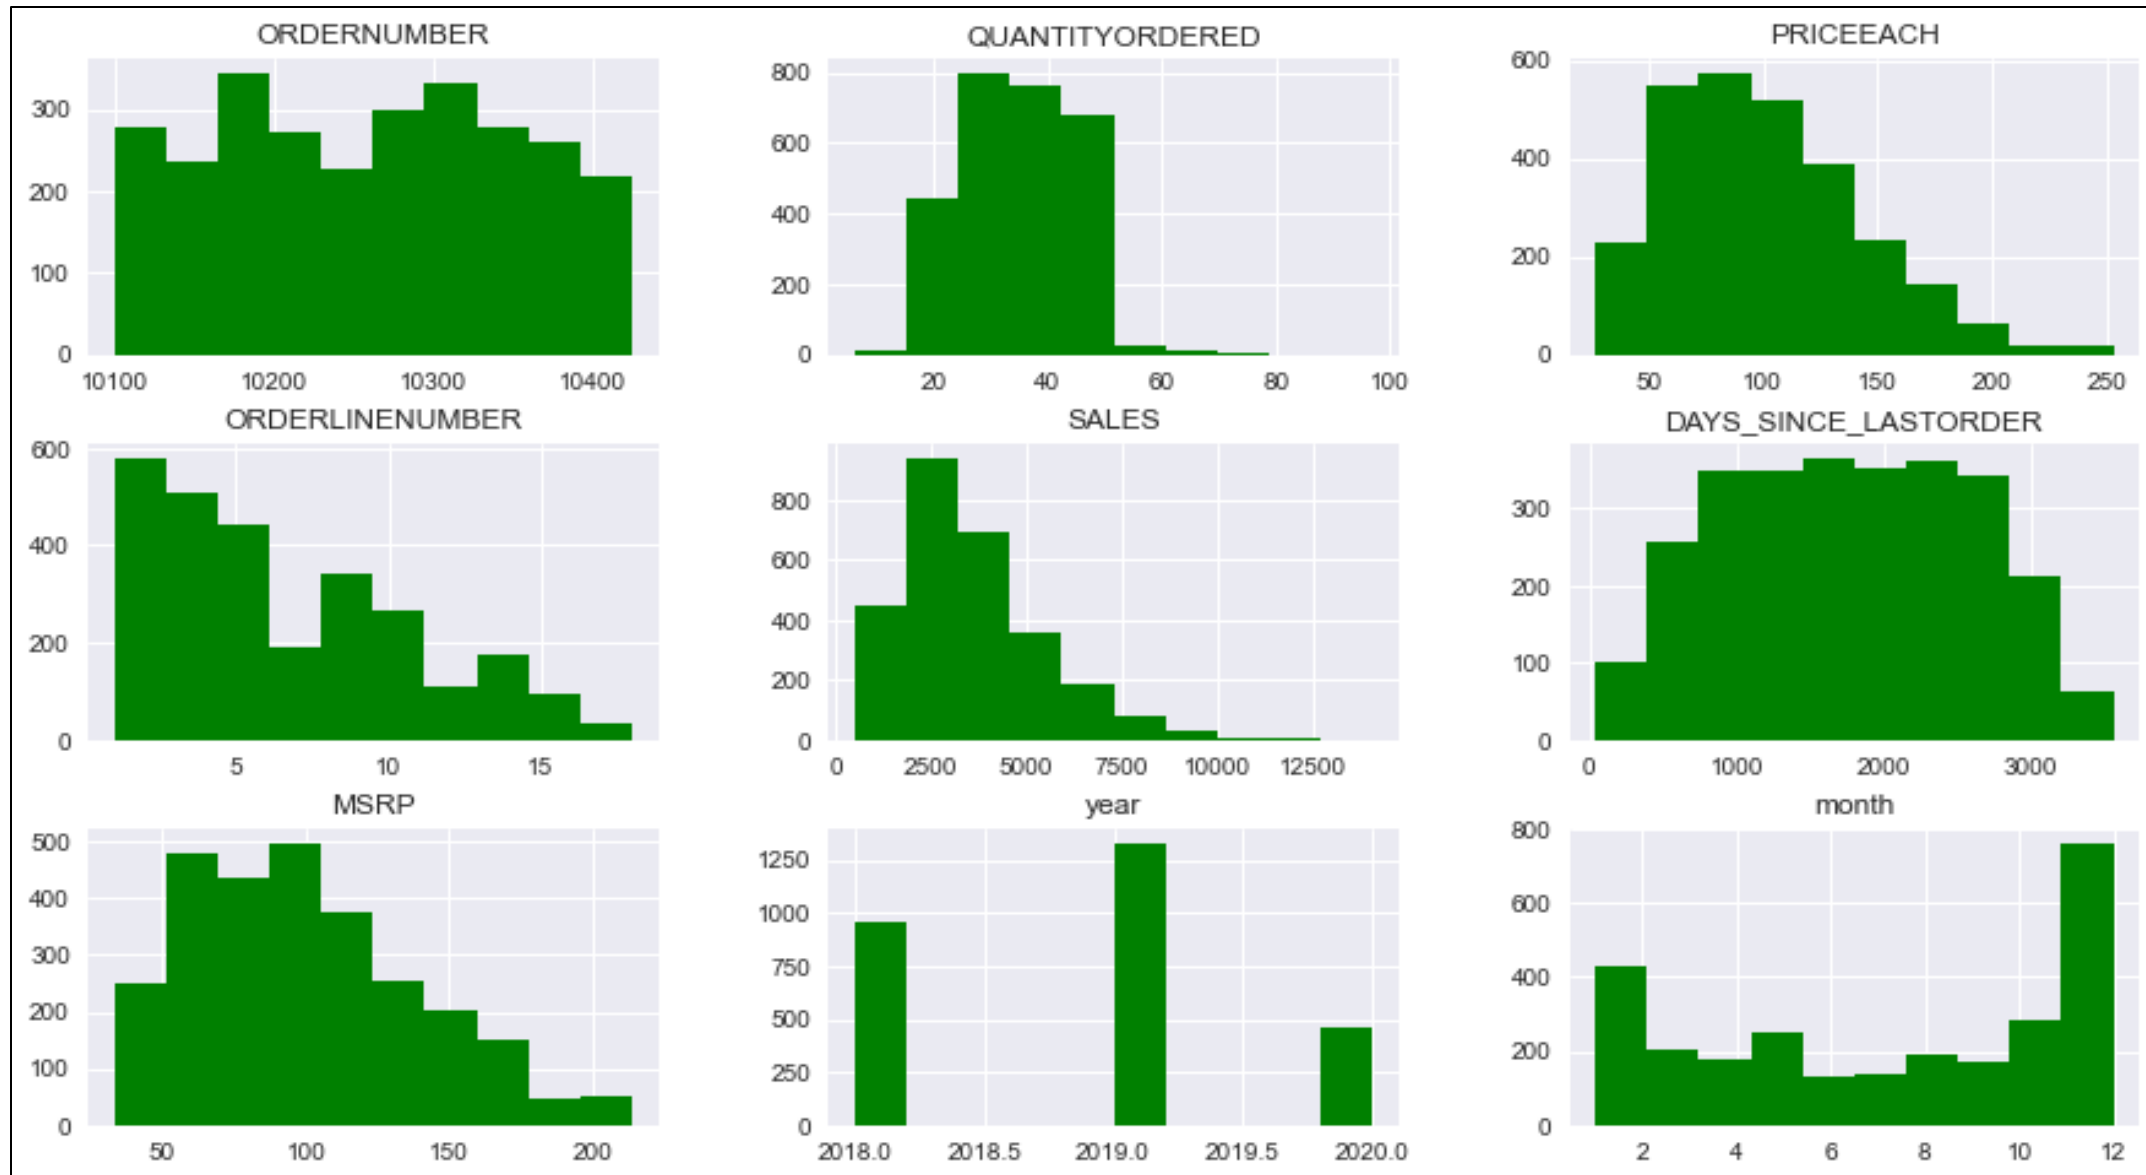 ORDERNUMBER
300
200
100
0
10100 10200 10300 10400
QUANTITYORDERED
800
600
400
200
0
20 40 60 80 100
PRICEEACH
600
400
200
0
50 100 150 200 250
ORDERLINENUMBER
600
400
200
0
5 10 15
SALES
800
600
400
200
0
0 2500 5000 7500 10000 12500
DAYS_SINCE_LASTORDER
300
200
100
0
0 1000 2000 3000
MSRP
500
400
300
200
100
0
50 100 150 200
year
1250
1000
750
500
250
0
2018.0 2018.5 2019.0 2019.5 2020.0
month
800
600
400
200
0
2 4 6 8 10 12